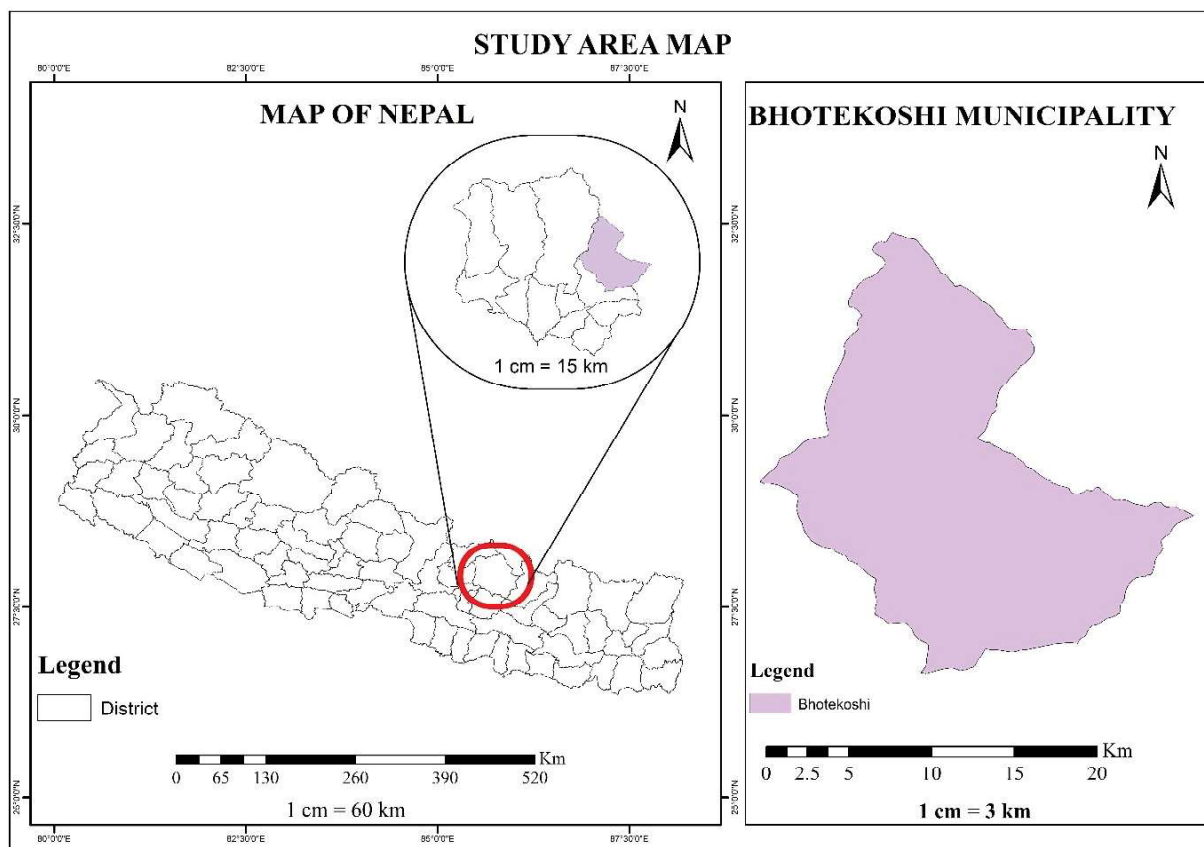 STUDY AREA MAP
80°0'0"E 82°30'0"E 85°0'0"E 87°30'0"E
MAP OF NEPAL
N
32°30'0"N
30°0'0"N
27°30'0"N
25°0'0"N
1 cm = 15 km
Legend
District
Km
0 65 130 260 390 520
1 cm = 60 km
80°0'0"E 82°30'0"E 85°0'0"E 87°30'0"E
BHOTEKOSHI MUNICIPALITY
N
32°30'0"N
30°0'0"N
27°30'0"N
25°0'0"N
Legend
Bhotekoshi
Km
0 2.5 5 10 15 20
1 cm = 3 km